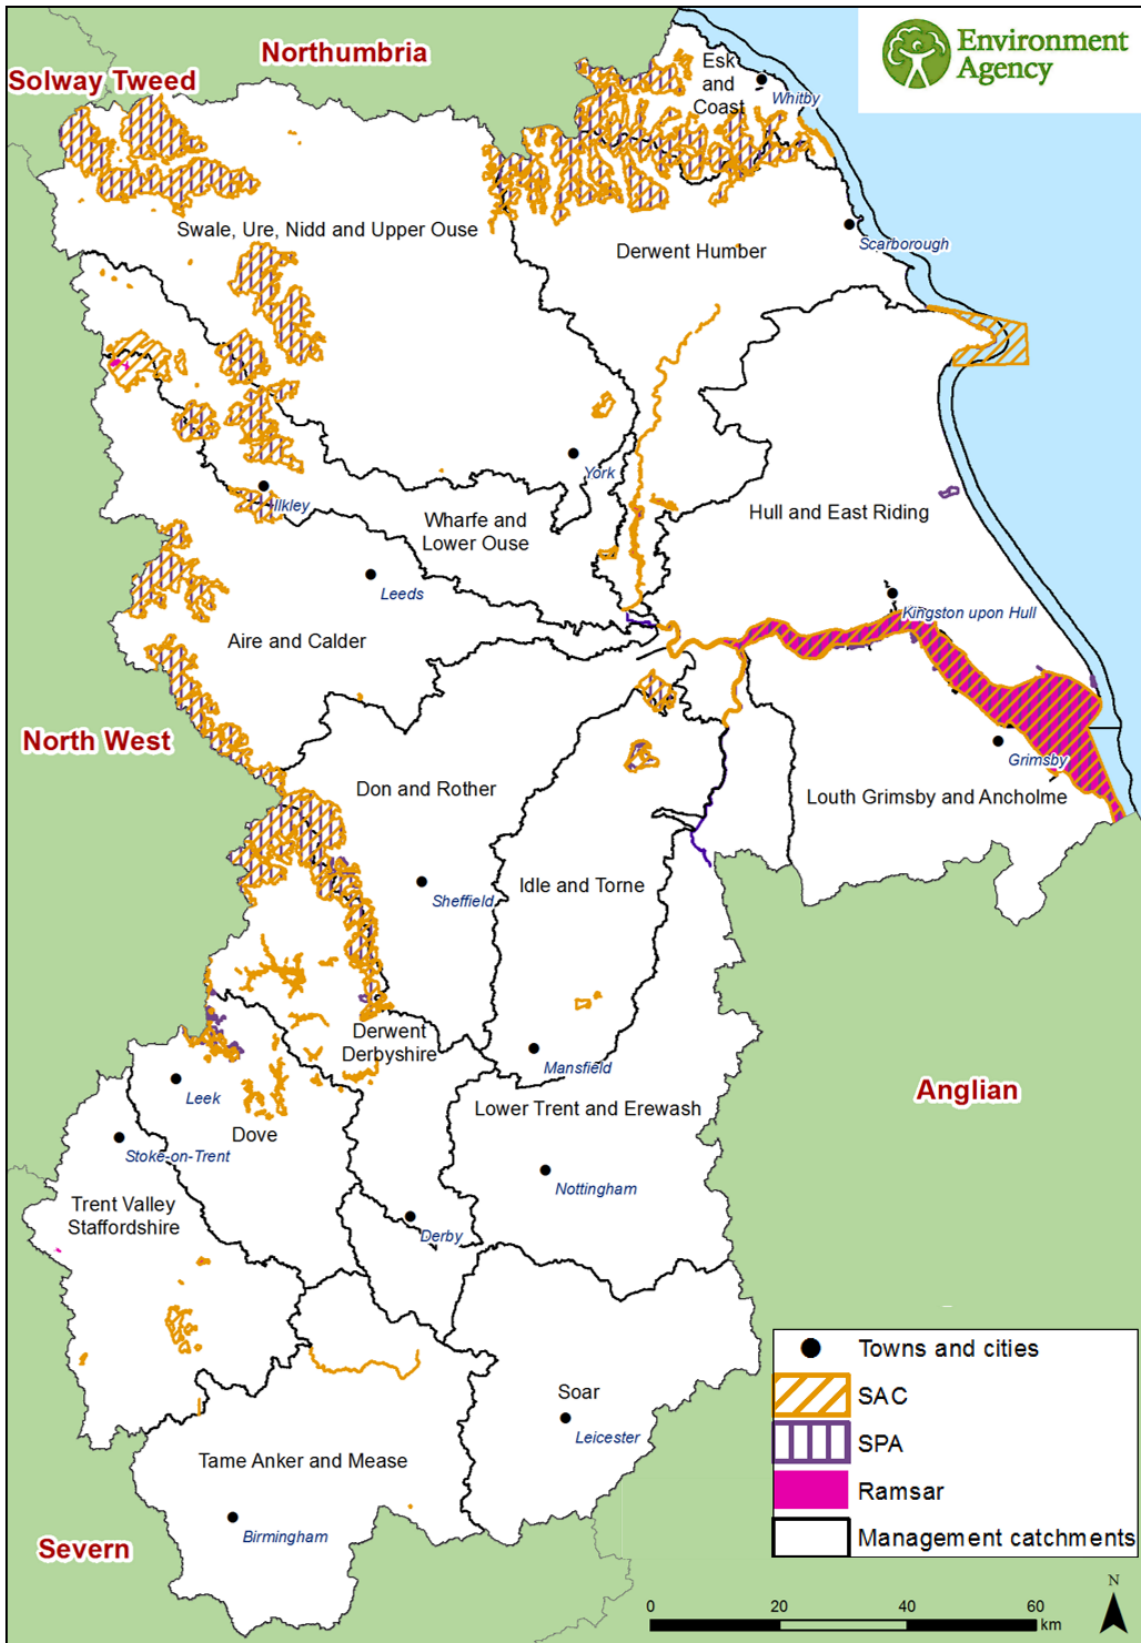 Northumbria
Solway Tweed
Environment
Agency
Esk
and
Coast
Whitby
Swale, Ure, Nidd and Upper Ouse
Derwent Humber
Scarborough
York
Ilkley
Wharfe and
Lower Ouse
Hull and East Riding
Leeds
Kingston upon Hull
Aire and Calder
North West
Don and Rother
Grimsby
Louth Grimsby and Ancholme
Sheffield
Idle and Torne
Derwent
Derbyshire
Mansfield
Anglian
Leek
Lower Trent and Erewash
Dove
Stoke-on-Trent
Nottingham
Trent Valley
Staffordshire
Derby
Soar
Leicester
Tame Anker and Mease
Birmingham
Severn
Towns and cities
SAC
SPA
Ramsar
Management catchments
N
0 20 40 60
km